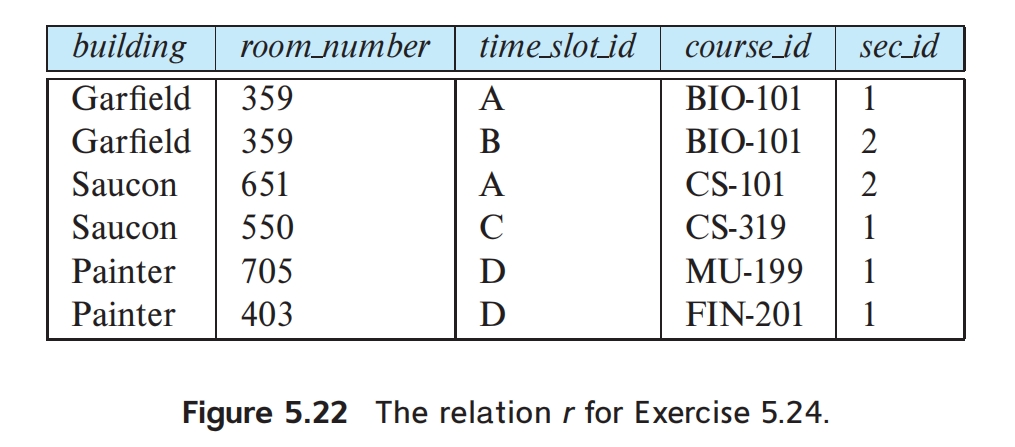 building room_number time_slot_id course_id sec_id
Garfield 359 A BIO-101 1
Garfield 359 B BIO-101 2
Saucon 651 A CS-101 2
Saucon 550 C CS-319 1
Painter 705 D MU-199 1
Painter 403 D FIN-201 1
Figure 5.22 The relation r for Exercise 5.24.